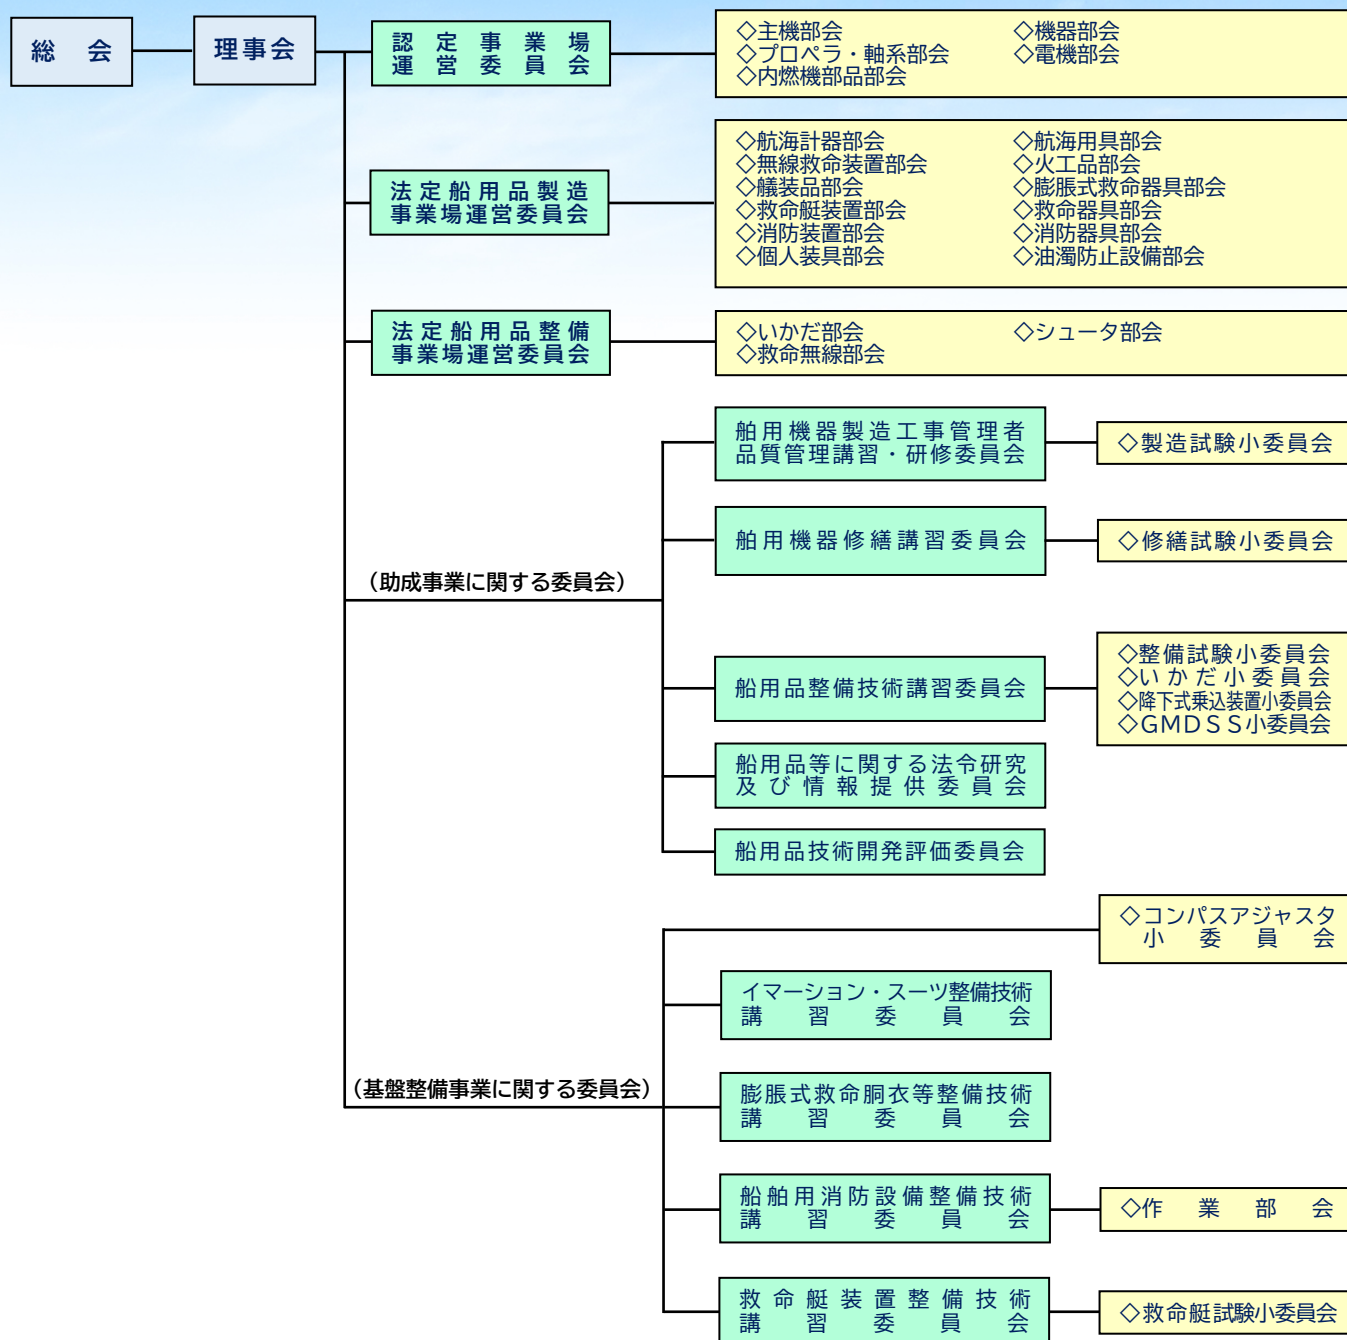 総会
理事会
認定事業場
運営委員会
◇主機部会
◇機器部会
◇プロペラ・軸系部会
◇電機部会
◇内燃機部品部会
法定船用品製造
事業場運営委員会
◇航海計器部会
◇航海用具部会
◇無線救命装置部会
◇火工品部会
◇艤装品部会
◇膨脹式救命器具部会
◇救命艇装置部会
◇救命器具部会
◇消防装置部会
◇消防器具部会
◇個人装具部会
◇油濁防止設備部会
法定船用品整備
事業場運営委員会
◇いかだ部会
◇シュータ部会
◇救命無線部会
(助成事業に関する委員会)
舶用機器製造工事管理者
品質管理講習・研修委員会
◇製造試験小委員会
舶用機器修繕講習委員会
◇修繕試験小委員会
船用品整備技術講習委員会
◇整備試験小委員会
◇いかだ小委員会
◇降下式乗込装置小委員会
◇GMDSS小委員会
船用品等に関する法令研究
及び情報提供委員会
船用品技術開発評価委員会
(基盤整備事業に関する委員会)
◇コンパスアジャスタ
小委員会
イマーション・スーツ整備技術
講習委員会
膨脹式救命胴衣等整備技術
講習委員会
船舶用消防設備整備技術
講習委員会
◇作業部会
救命艇装置整備技術
講習委員会
◇救命艇試験小委員会